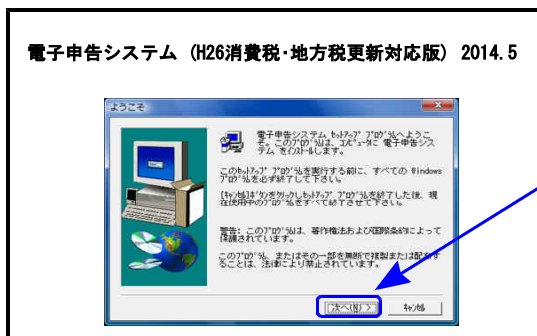 電子申告システム (H26消費税･地方税更新対応版) 2014.5
ようこそ
電子申告システム ｾｯﾄｱｯﾌﾟ ﾌﾟﾛｸﾞﾗﾑへようこ
そ。このﾌﾟﾛｸﾞﾗﾑは、ｺﾝﾋﾟｭｰﾀに 電子申告シス
テム をｲﾝｽﾄｰﾙします。
このｾｯﾄｱｯﾌﾟ ﾌﾟﾛｸﾞﾗﾑを実行する前に、すべての Windows
ﾌﾟﾛｸﾞﾗﾑを必ず終了して下さい。
[ｷｬﾝｾﾙ]ﾎﾞﾀﾝをｸﾘｯｸしｾｯﾄｱｯﾌﾟ ﾌﾟﾛｸﾞﾗﾑを終了した後、現
在使用中のﾌﾟﾛｸﾞﾗﾑをすべて終了させて下さい。
警告: このﾌﾟﾛｸﾞﾗﾑは、著作権法および国際条約によって
保護されています。
このﾌﾟﾛｸﾞﾗﾑ、またはその一部を無断で複製または配布す
ることは、法律により禁止されています。
次へ(N) >
ｷｬﾝｾﾙ